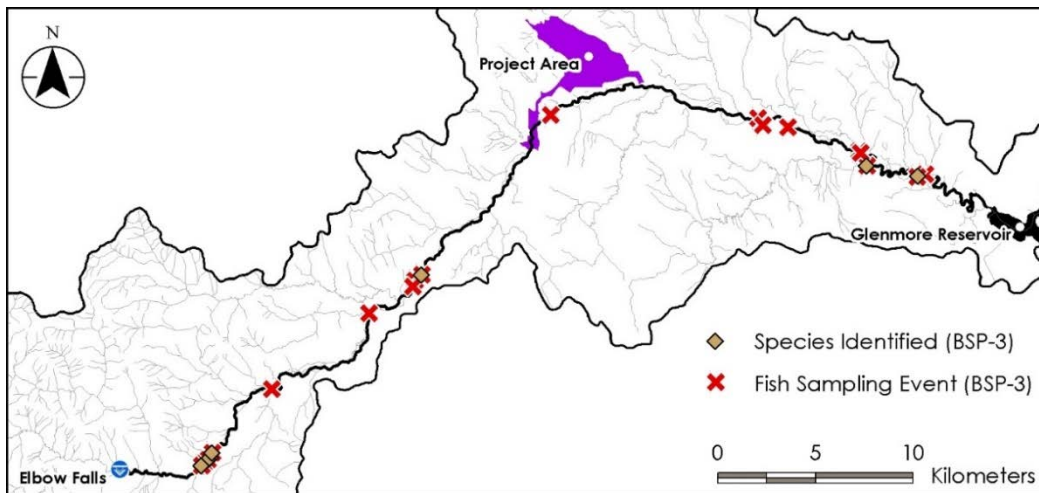 N
Project Area
Glenmore Reservoir
Species Identified (BSP-3)
Fish Sampling Event (BSP-3)
Elbow Falls
0 5 10 Kilometers